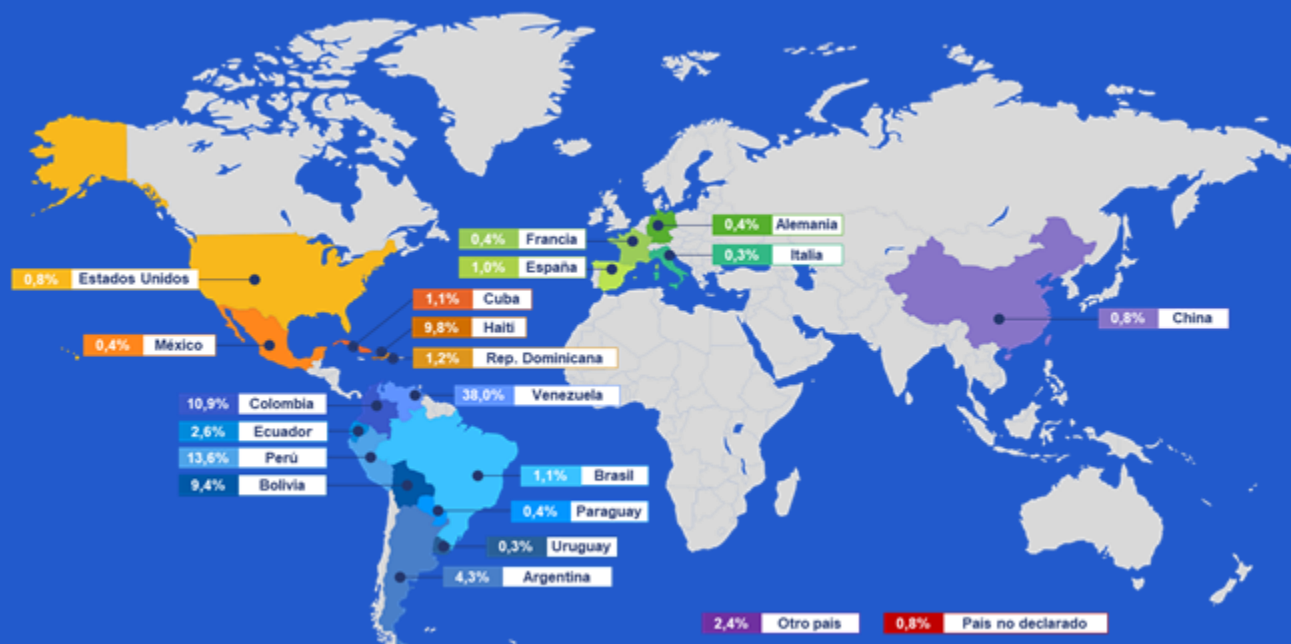 0,4% Alemania
0,4% Francia
0,3% Italia
1,0% España
0,8% Estados Unidos
1,1% Cuba
0,8% China
9,8% Haití
0,4% México
1,2% Rep. Dominicana
38,0% Venezuela
10,9% Colombia
2,6% Ecuador
13,6% Perú
1,1% Brasil
9,4% Bolivia
0,4% Paraguay
0,3% Uruguay
4,3% Argentina
2,4% Otro país
0,8% País no declarado